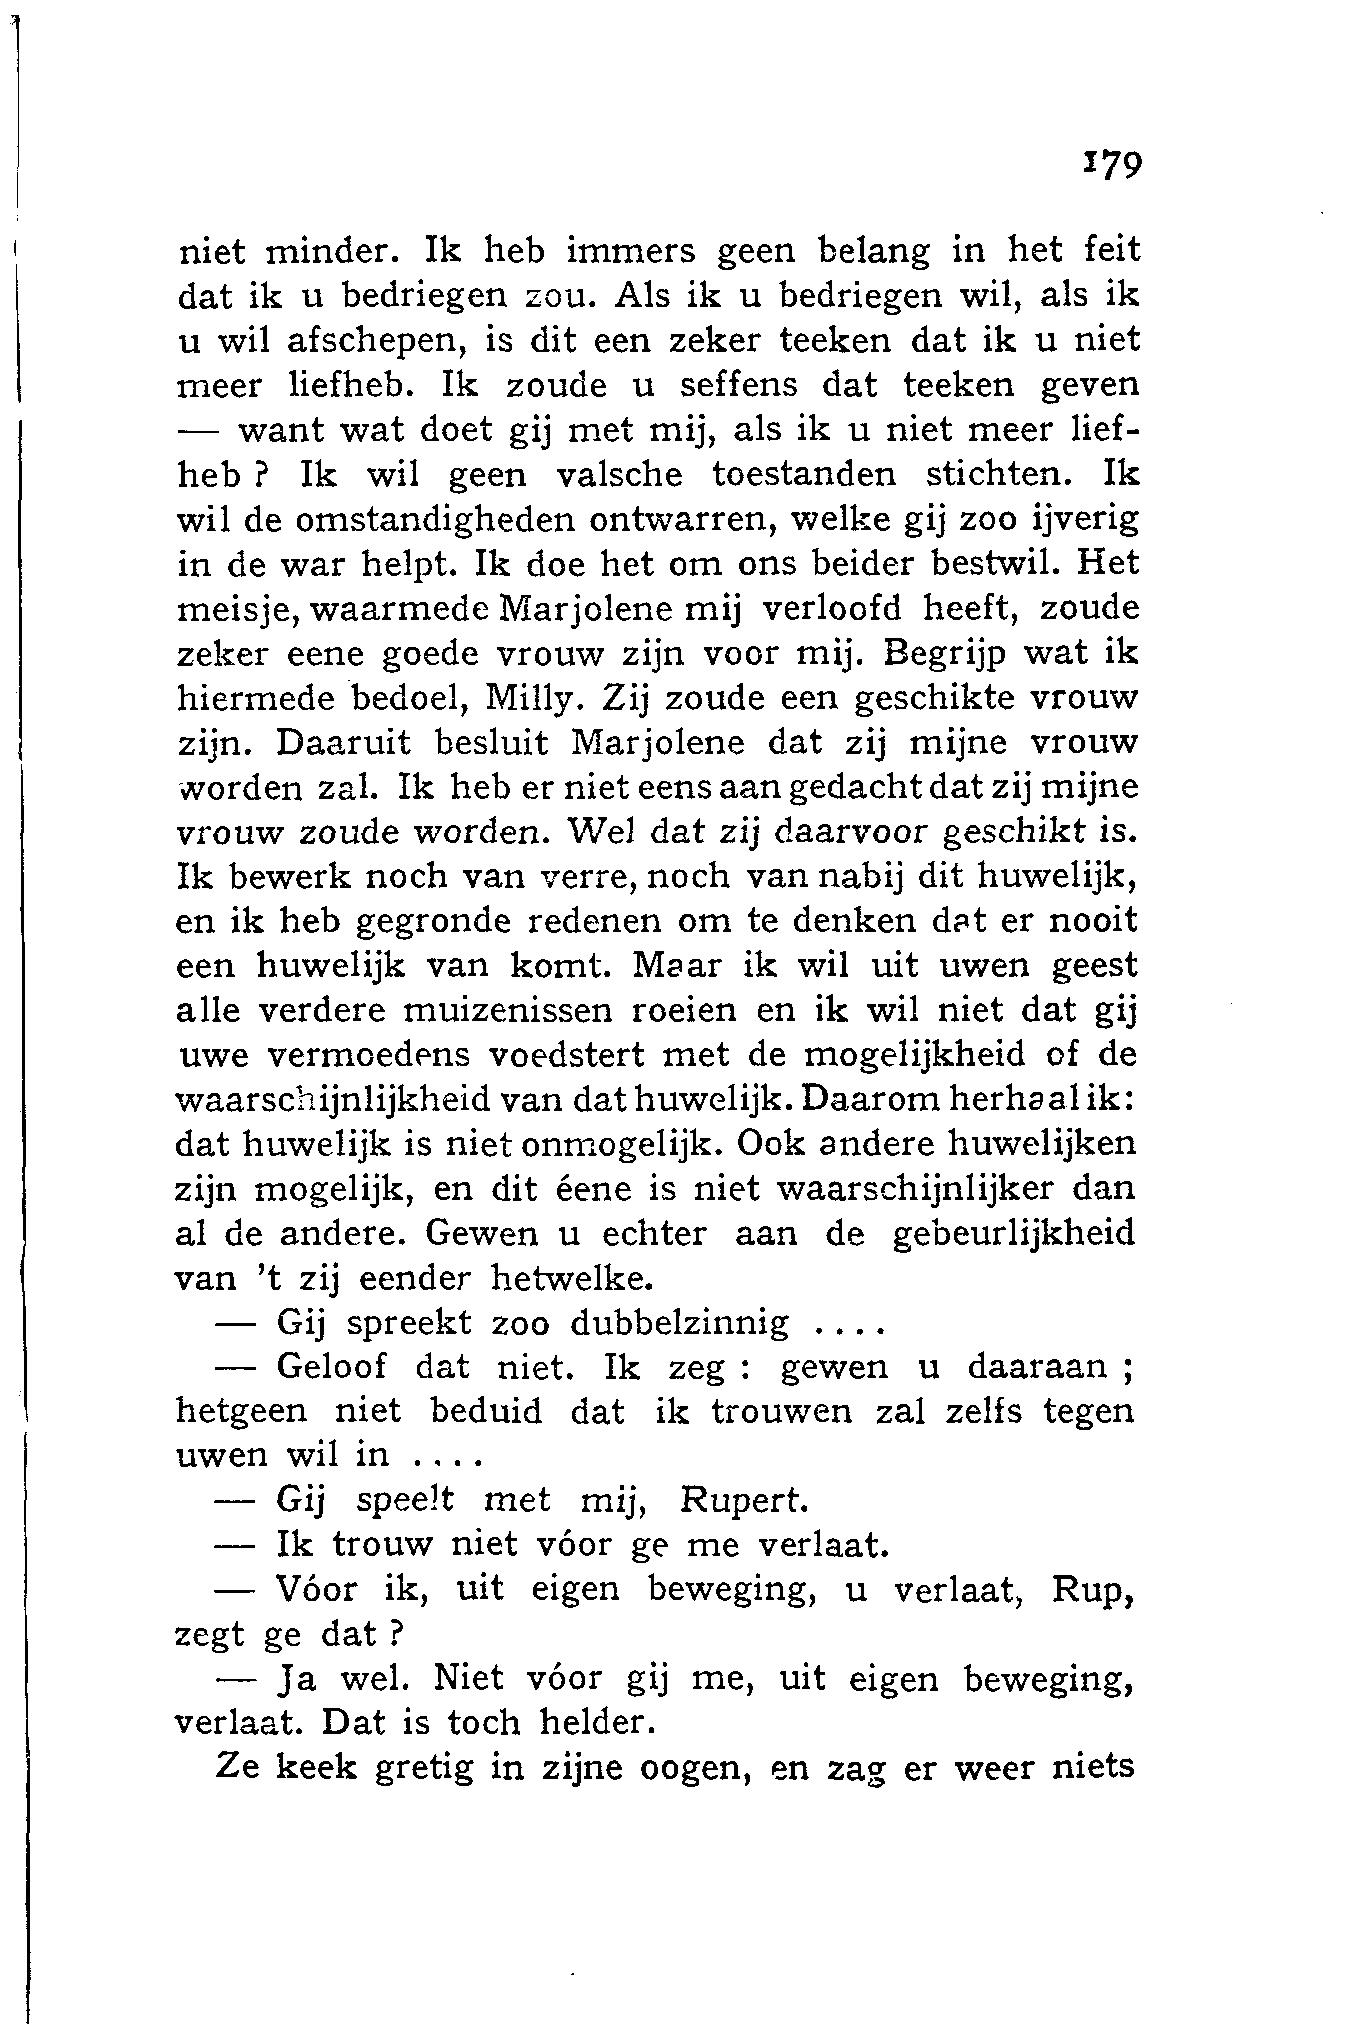 179
niet minder. Ik heb immers geen belang in het feit
dat ik u bedriegen zou. Als ik u bedriegen wil, als ik
u wil afschepen, is dit een zeker teeken dat ik u niet
meer liefheb. Ik zoude u seffens dat teeken geven
— want wat doet gij met mij, als ik u niet meer lief-
heb ? Ik wil geen valsche toestanden stichten. Ik
wil de omstandigheden ontwarren, welke gij zoo ijverig
in de war helpt. Ik doe het om ons beider bestwil. Het
meisje, waarmede Marjolene mij verloofd heeft, zoude
zeker eene goede vrouw zijn voor mij. Begrijp wat ik
hiermede bedoel, Milly. Zij zoude een geschikte vrouw
zijn. Daaruit besluit Marjolene dat zij mijne vrouw
worden zal. Ik heb er niet eens aan gedacht dat zij mijne
vrouw zoude worden. Wel dat zij daarvoor geschikt is.
Ik bewerk noch van verre, noch van nabij dit huwelijk,
en ik heb gegronde redenen om te denken dat er nooit
een huwelijk van komt. Maar ik wil uit uwen geest
alle verdere muizenissen roeien en ik wil niet dat gij
uwe vermoedens voedstert met de mogelijkheid of de
waarschijnlijkheid van dat huwelijk. Daarom herhaal ik:
dat huwelijk is niet onmogelijk. Ook andere huwelijken
zijn mogelijk, en dit éene is niet waarschijnlijker dan
al de andere. Gewen u echter aan de gebeurlijkheid
van 't zij eender hetwelke.
— Gij spreekt zoo dubbelzinnig ....
— Geloof dat niet. Ik zeg : gewen u daaraan ;
hetgeen niet beduid dat ik trouwen zal zelfs tegen
uwen wil in ....
— Gij speelt met mij, Rupert.
— Ik trouw niet vóor ge me verlaat.
— Vóor ik, uit eigen beweging, u verlaat, Rup,
zegt ge dat ?
— Ja wel. Niet vóor gij me, uit eigen beweging,
verlaat. Dat is toch helder.
Ze keek gretig in zijne oogen, en zag er weer niets